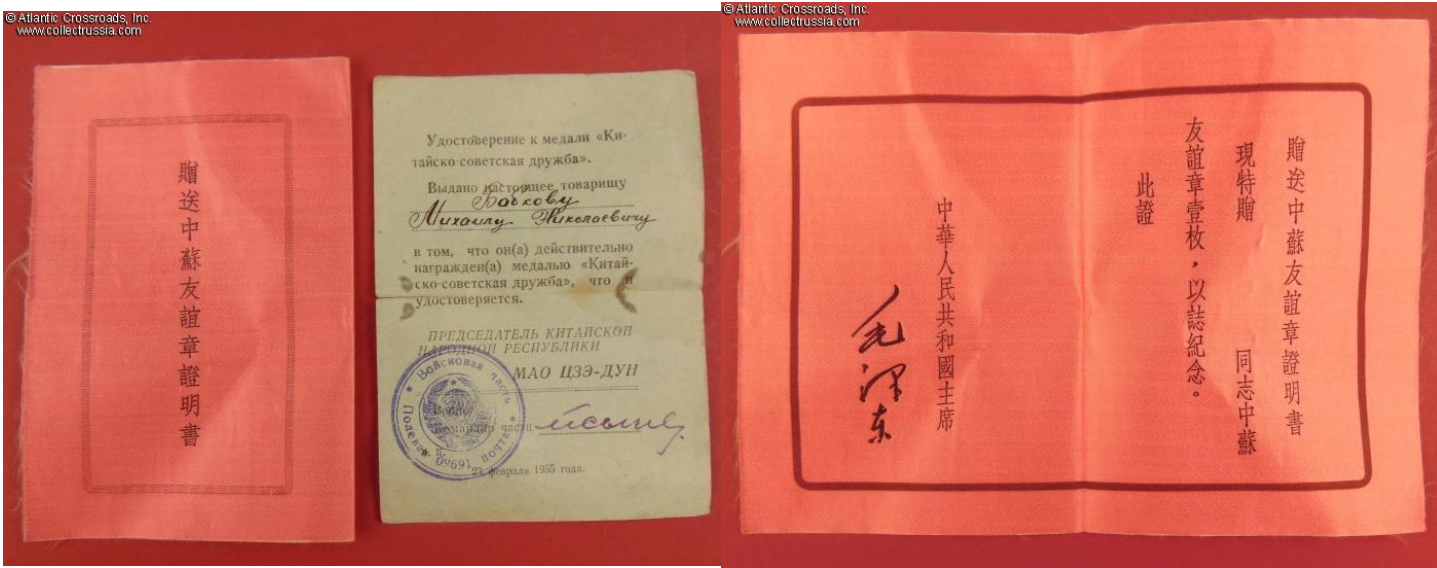 © Atlantic Crossroads, Inc.
www.collectrussia.com
贈送中蘇友誼章證明書
Удостоверение к медали «Ки-
тайско-советская дружба».
Выдано настоящее товарищу
Бабкову
Михаилу Николаевичу
в том, что он(а) действительно
награжден(а) медалью «Китай-
ско-советская дружба», что и
удостоверяется.
ПРЕДСЕДАТЕЛЬ КИТАЙСКОЙ
НАРОДНОЙ РЕСПУБЛИКИ
МАО ЦЗЭ-ДУН
Командир части
23 февраля 1955 года.
Войсковая часть
Полевая п
© Atlantic Crossroads, Inc.
www.collectrussia.com
贈送中蘇友誼章證明書
現特贈 同志中蘇
友誼章壹枚，以誌紀念。
此證
中華人民共和國主席
毛澤东